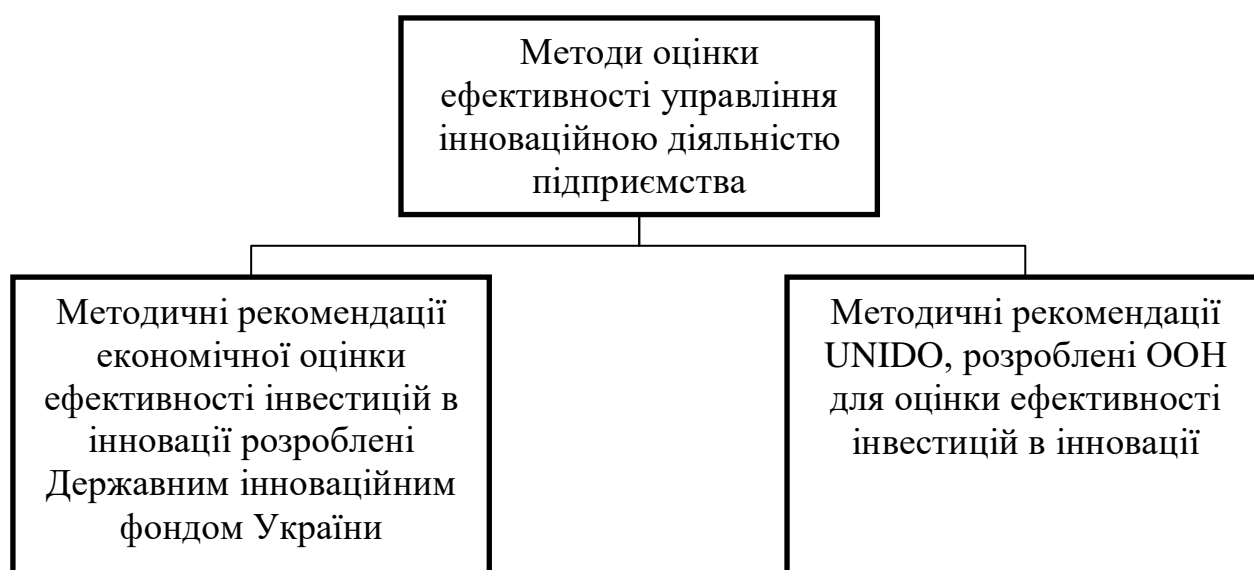 Методи оцінки
ефективності управління
інноваційною діяльністю
підприємства
Методичні рекомендації
економічної оцінки
ефективності інвестицій в
інновації розроблені
Державним інноваційним
фондом України
Методичні рекомендації
UNIDO, розроблені ООН
для оцінки ефективності
інвестицій в інновації